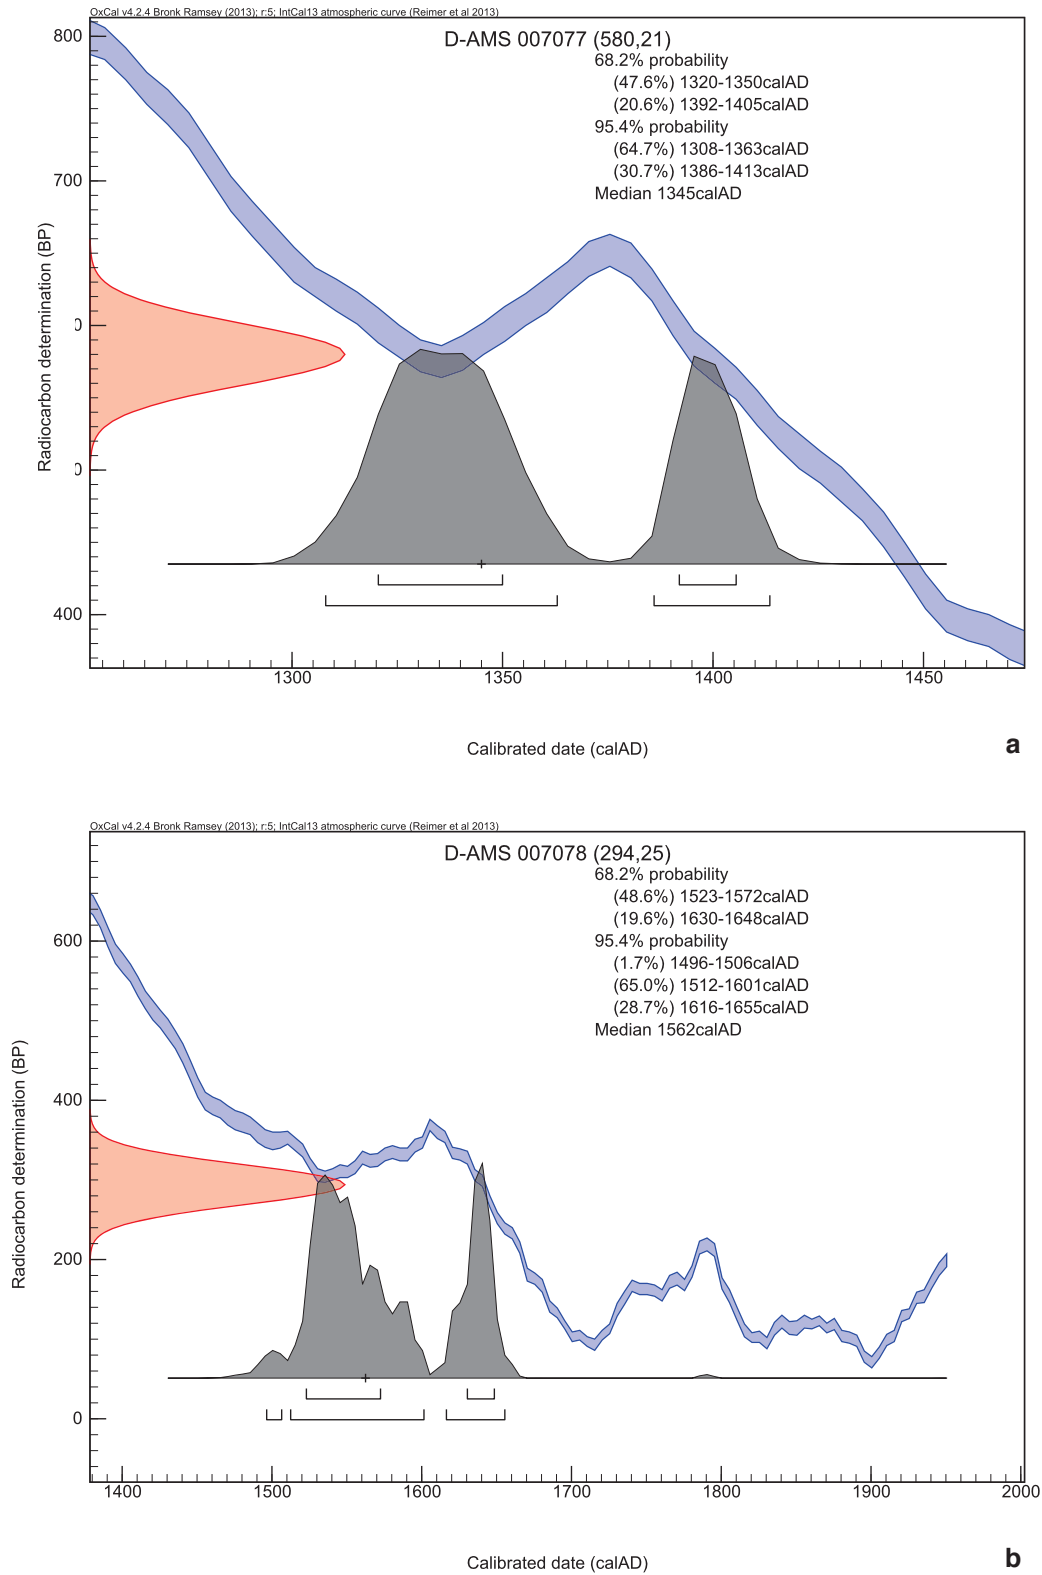 OxCal v4.2.4 Bronk Ramsey (2013); r:5; IntCal13 atmospheric curve (Reimer et al 2013)
D-AMS 007077 (580,21)
68.2% probability
(47.6%) 1320-1350calAD
(20.6%) 1392-1405calAD
95.4% probability
(64.7%) 1308-1363calAD
(30.7%) 1386-1413calAD
Median 1345calAD
Radiocarbon determination (BP)
800
700
0
0
400
1300 1350 1400 1450
Calibrated date (calAD)
a
OxCal v4.2.4 Bronk Ramsey (2013); r:5; IntCal13 atmospheric curve (Reimer et al 2013)
D-AMS 007078 (294,25)
68.2% probability
(48.6%) 1523-1572calAD
(19.6%) 1630-1648calAD
95.4% probability
(1.7%) 1496-1506calAD
(65.0%) 1512-1601calAD
(28.7%) 1616-1655calAD
Median 1562calAD
Radiocarbon determination (BP)
600
400
200
0
1400 1500 1600 1700 1800 1900 2000
Calibrated date (calAD)
b